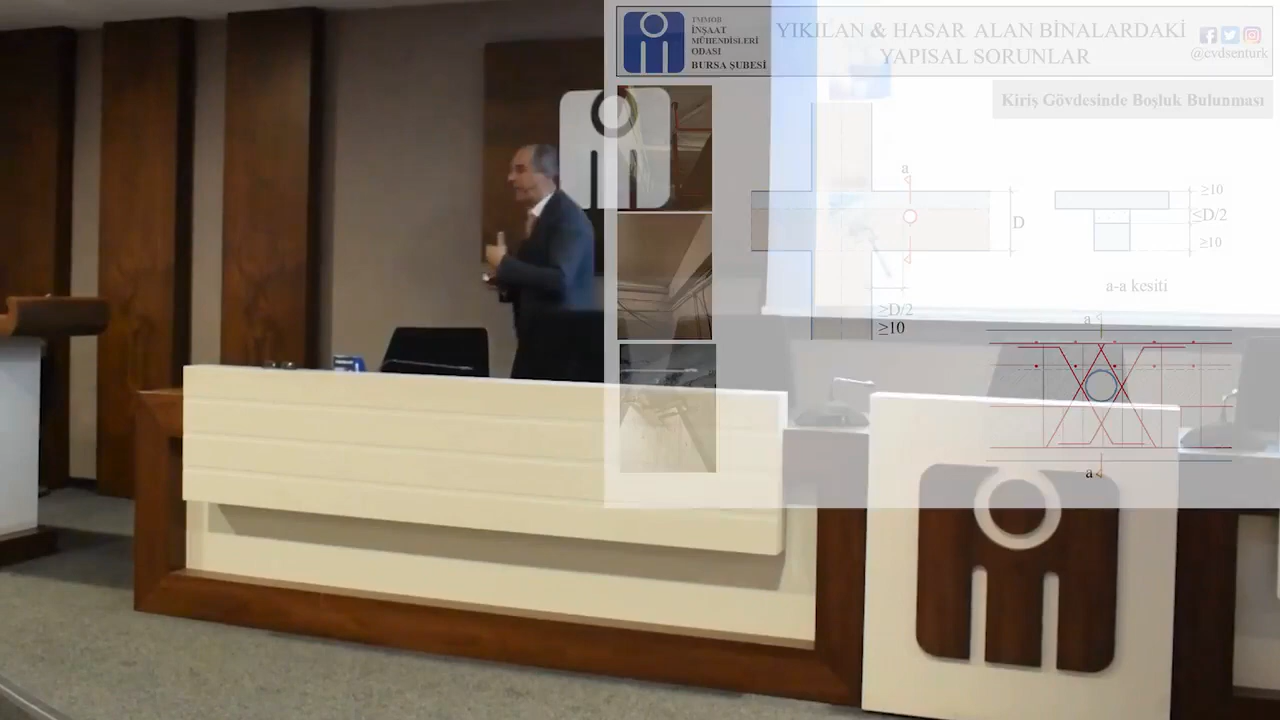 TMMOB
İNŞAAT
MÜHENDİSLERİ
ODASI
BURSA ŞUBESİ
YIKILAN & HASAR ALAN BİNALARDAKİ
YAPISAL SORUNLAR
@cvdsenturk
Kiriş Gövdesinde Boşluk Bulunması
a
D
≥D/2
≥10
≥10
≤D/2
≥10
a-a kesiti
a
a